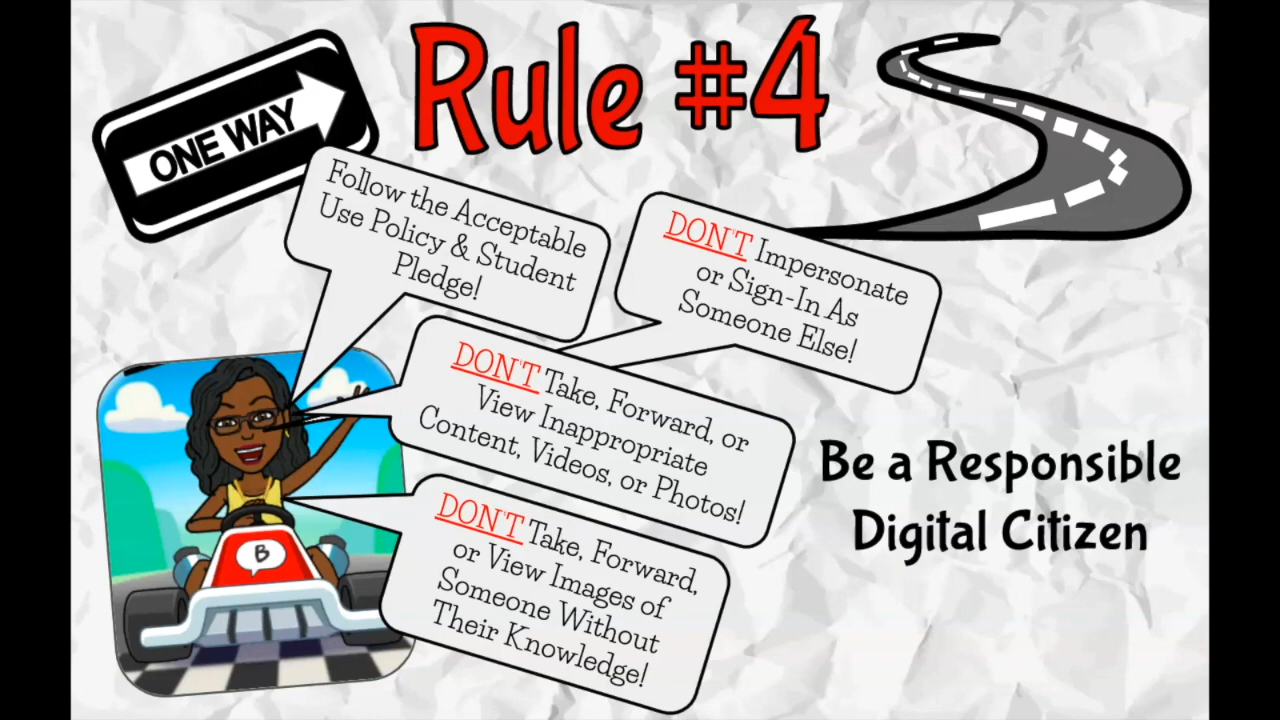 Rule #4
ONE WAY
Follow the Acceptable
Use Policy & Student
Pledge!
DON'T Impersonate
or Sign-In As
Someone Else!
DON'T Take, Forward, or
View Inappropriate
Content, Videos, or Photos!
DON'T Take, Forward,
or View Images of
Someone Without
Their Knowledge!
Be a Responsible
Digital Citizen
B